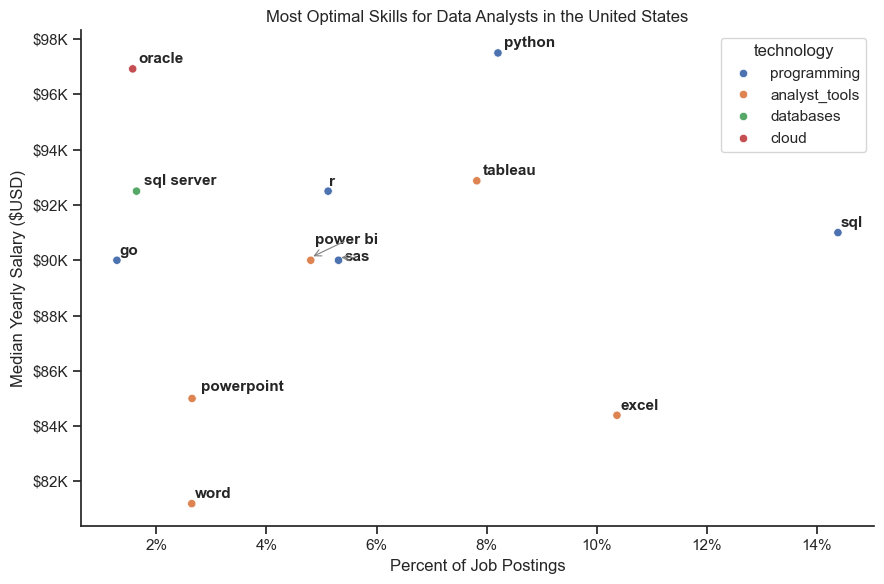 Most Optimal Skills for Data Analysts in the United States
$98K
$96K
$94K
$92K
$90K
$88K
$86K
$84K
$82K
Median Yearly Salary ($USD)
technology
programming
analyst_tools
databases
cloud
python
oracle
tableau
sql server
r
sql
power bi
go
sas
powerpoint
excel
word
2%
4%
6%
8%
10%
12%
14%
Percent of Job Postings